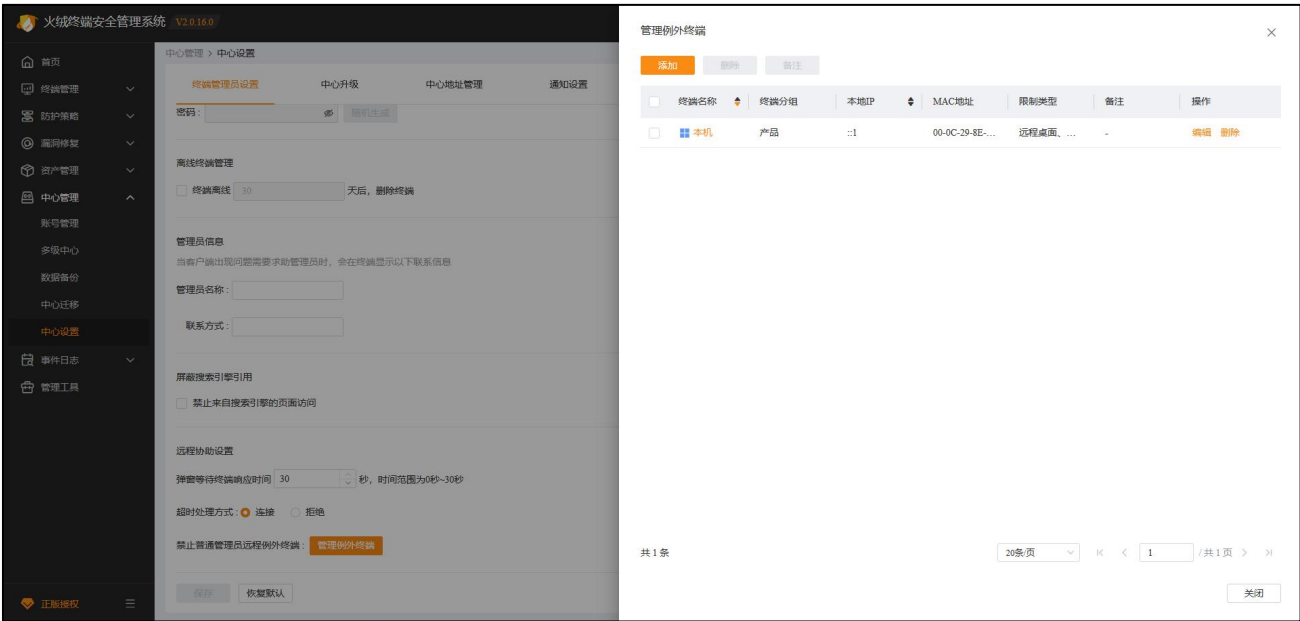 火绒终端安全管理系统 V2.0.16.0
首页
终端管理
防护策略
漏洞修复
资产管理
中心管理
账号管理
多级中心
数据备份
中心迁移
中心设置
事件日志
管理工具
正版授权
中心管理 > 中心设置
终端管理员设置 中心升级 中心地址管理 通知设置
密码: 随机生成
离线终端管理
终端离线 30 天后，删除终端
管理员信息
当客户端出现问题需要求助管理员时，会在终端显示以下联系信息
管理员名称:
联系方式:
屏蔽搜索引擎引用
禁止来自搜索引擎的页面访问
远程协助设置
弹窗等待终端响应时间 30 秒，时间范围为0秒~30秒
超时处理方式: 连接 拒绝
禁止普通管理员远程例外终端: 管理例外终端
保存 恢复默认
管理例外终端
添加 删除 备注
终端名称 终端分组 本地IP MAC地址 限制类型 备注 操作
本机 产品 ::1 00-0C-29-8E-... 远程桌面、... - 编辑 删除
共1条 20条/页 1 /共1页
关闭